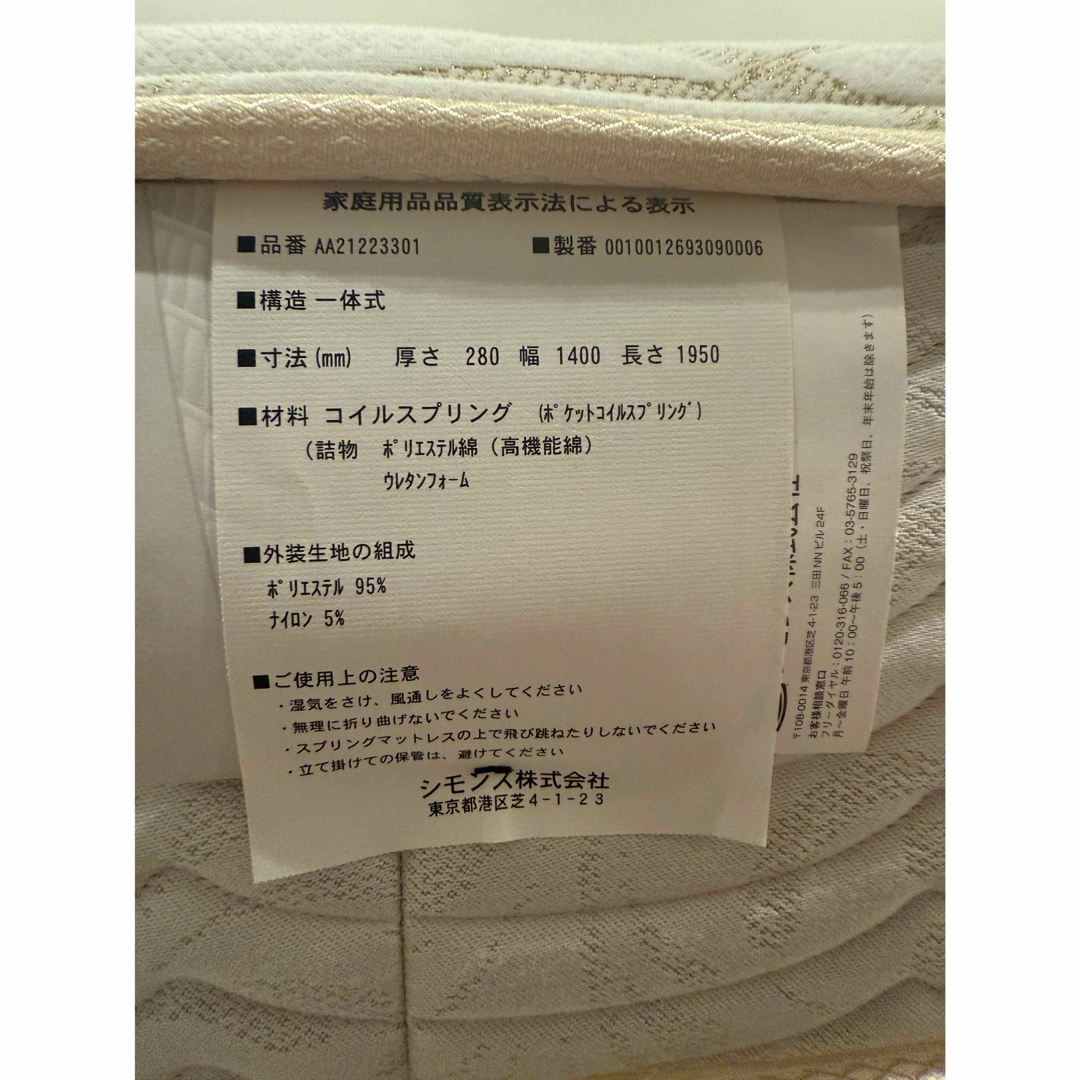 家庭用品品質表示法による表示
■品番 AA21223301 ■製番 0010012693090006
■構造 一体式
■寸法(mm) 厚さ 280 幅 1400 長さ 1950
■材料 コイルスプリング (ﾎﾟｹｯﾄｺｲﾙｽﾌﾟﾘﾝｸﾞ)
(詰物 ﾎﾟﾘｴｽﾃﾙ綿(高機能綿)
ｳﾚﾀﾝﾌｫｰﾑ
■外装生地の組成
ﾎﾟﾘｴｽﾃﾙ 95%
ﾅｲﾛﾝ 5%
■ご使用上の注意
・湿気をさけ、風通しをよくしてください
・無理に折り曲げないでください
・スプリングマットレスの上で飛び跳ねたりしないでください
・立て掛けての保管は、避けてください
シモンズ株式会社
東京都港区芝4-1-23
〒108-0014 東京都港区芝4-1-23 三田NNビル24F
お客様相談窓口
フリーダイヤル:0120-316-066 / FAX:03-5765-3129
月〜金曜日 午前10:00〜午後5:00(土・日曜日、祝祭日、年末年始は除きます)